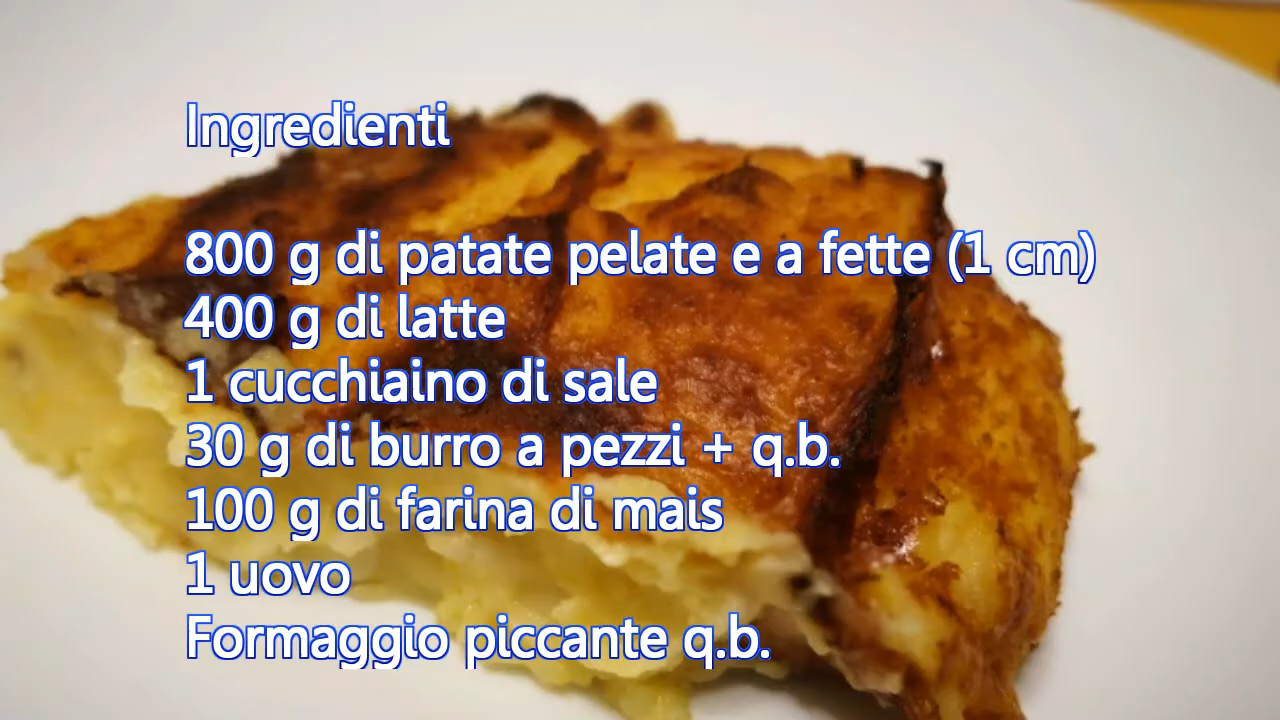 Ingredienti
800 g di patate pelate e a fette (1 cm)
400 g di latte
1 cucchiaino di sale
30 g di burro a pezzi + q.b.
100 g di farina di mais
1 uovo
Formaggio piccante q.b.